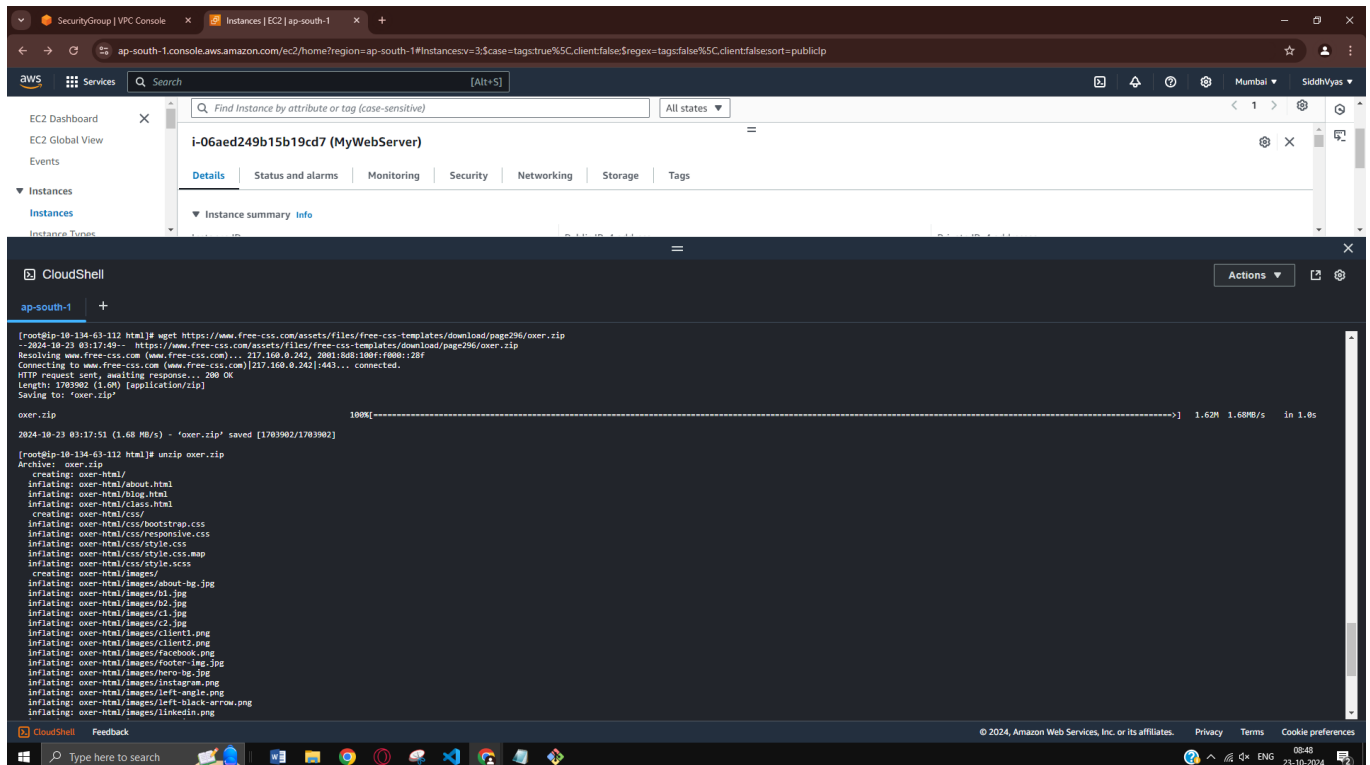 SecurityGroup | VPC Console
Instances | EC2 | ap-south-1
ap-south-1.console.aws.amazon.com/ec2/home?region=ap-south-1#Instances:v=3;$case=tags:true%5C,client:false;$regex=tags:false%5C,client:false;sort=publicIp
aws Services Search [Alt+S] Mumbai ▼ SiddhVyas ▼
EC2 Dashboard
EC2 Global View
Events
▼ Instances
Instances
Instance Types
Find Instance by attribute or tag (case-sensitive) All states ▼ < 1 >
i-06aed249b15b19cd7 (MyWebServer)
Details Status and alarms Monitoring Security Networking Storage Tags
▼ Instance summary Info
CloudShell
Actions ▼
ap-south-1 +
[root@ip-10-134-63-112 html]# wget https://www.free-css.com/assets/files/free-css-templates/download/page296/oxer.zip
--2024-10-23 03:17:49-- https://www.free-css.com/assets/files/free-css-templates/download/page296/oxer.zip
Resolving www.free-css.com (www.free-css.com)... 217.160.0.242, 2001:8d8:100f:f000::28f
Connecting to www.free-css.com (www.free-css.com)|217.160.0.242|:443... connected.
HTTP request sent, awaiting response... 200 OK
Length: 1703902 (1.6M) [application/zip]
Saving to: ‘oxer.zip’
oxer.zip 100%[=====================================================================>] 1.62M 1.68MB/s in 1.0s
2024-10-23 03:17:51 (1.68 MB/s) - ‘oxer.zip’ saved [1703902/1703902]
[root@ip-10-134-63-112 html]# unzip oxer.zip
Archive: oxer.zip
creating: oxer-html/
inflating: oxer-html/about.html
inflating: oxer-html/blog.html
inflating: oxer-html/class.html
creating: oxer-html/css/
inflating: oxer-html/css/bootstrap.css
inflating: oxer-html/css/responsive.css
inflating: oxer-html/css/style.css
inflating: oxer-html/css/style.css.map
inflating: oxer-html/css/style.scss
creating: oxer-html/images/
inflating: oxer-html/images/about-bg.jpg
inflating: oxer-html/images/b1.jpg
inflating: oxer-html/images/b2.jpg
inflating: oxer-html/images/c1.jpg
inflating: oxer-html/images/c2.jpg
inflating: oxer-html/images/client1.png
inflating: oxer-html/images/client2.png
inflating: oxer-html/images/facebook.png
inflating: oxer-html/images/footer-img.jpg
inflating: oxer-html/images/hero-bg.jpg
inflating: oxer-html/images/instagram.png
inflating: oxer-html/images/left-angle.png
inflating: oxer-html/images/left-black-arrow.png
inflating: oxer-html/images/linkedin.png
CloudShell Feedback © 2024, Amazon Web Services, Inc. or its affiliates. Privacy Terms Cookie preferences
Type here to search ENG 08:48
23-10-2024